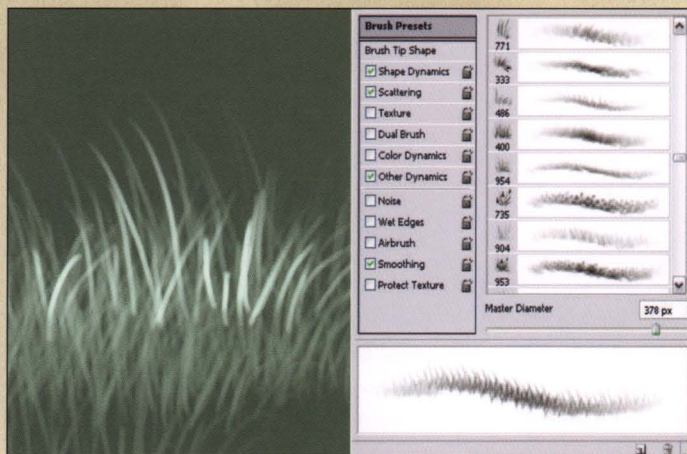 Brush Presets
Brush Tip Shape
Shape Dynamics
Scattering
Texture
Dual Brush
Color Dynamics
Other Dynamics
Noise
Wet Edges
Airbrush
Smoothing
Protect Texture
771
333
486
400
954
735
904
953
Master Diameter
378 px